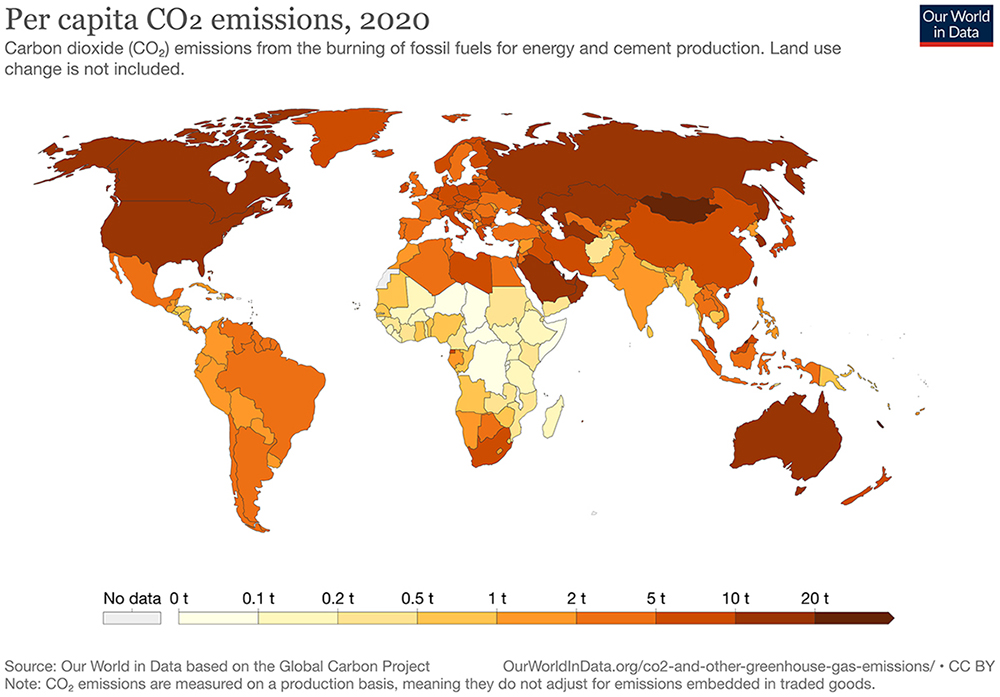 Per capita CO2 emissions, 2020
Our World
in Data
Carbon dioxide (CO₂) emissions from the burning of fossil fuels for energy and cement production. Land use
change is not included.
No data 0 t 0.1 t 0.2 t 0.5 t 1 t 2 t 5 t 10 t 20 t
Source: Our World in Data based on the Global Carbon Project
OurWorldInData.org/co2-and-other-greenhouse-gas-emissions/ • CC BY
Note: CO₂ emissions are measured on a production basis, meaning they do not adjust for emissions embedded in traded goods.